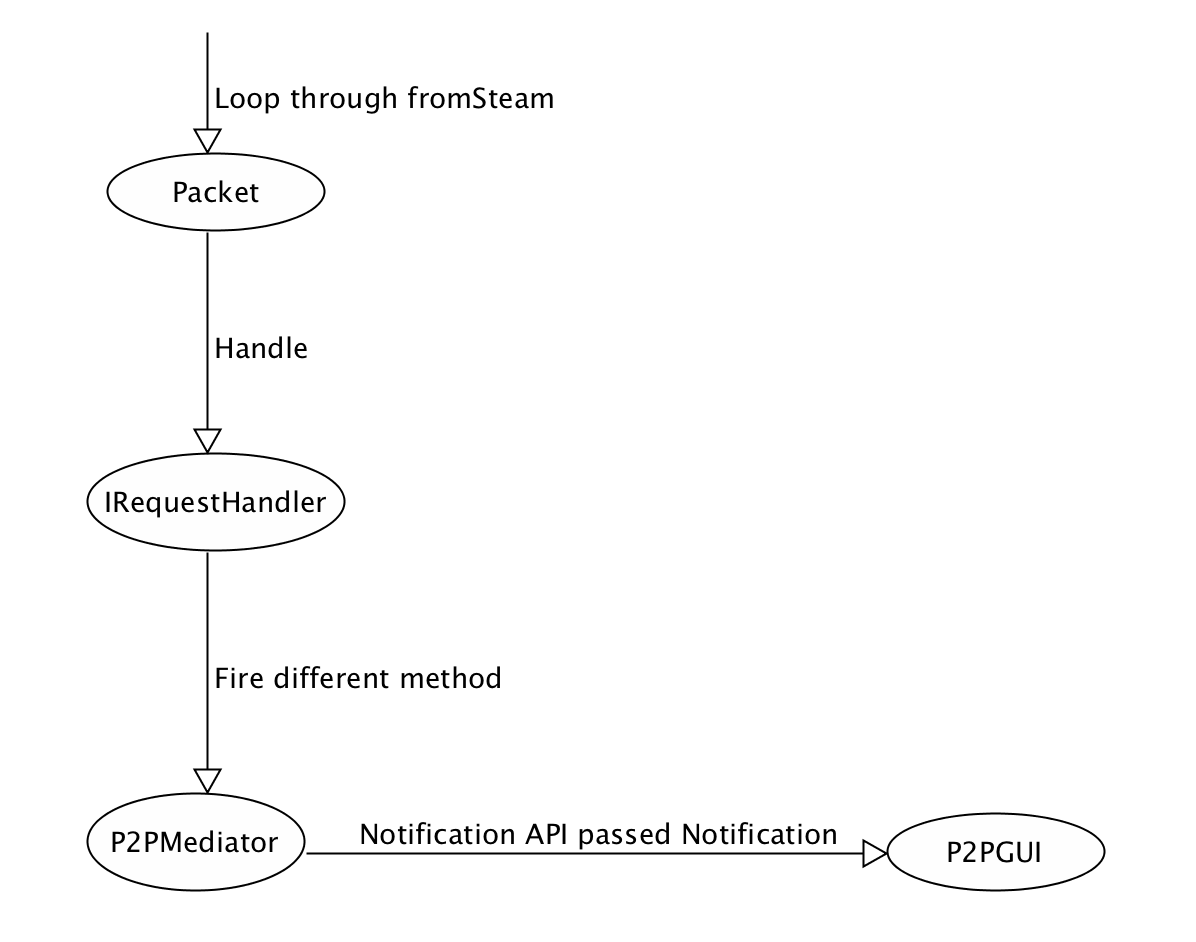 Loop through fromSteam
Packet
Handle
IRequestHandler
Fire different method
P2PMediator
Notification API passed Notification
P2PGUI